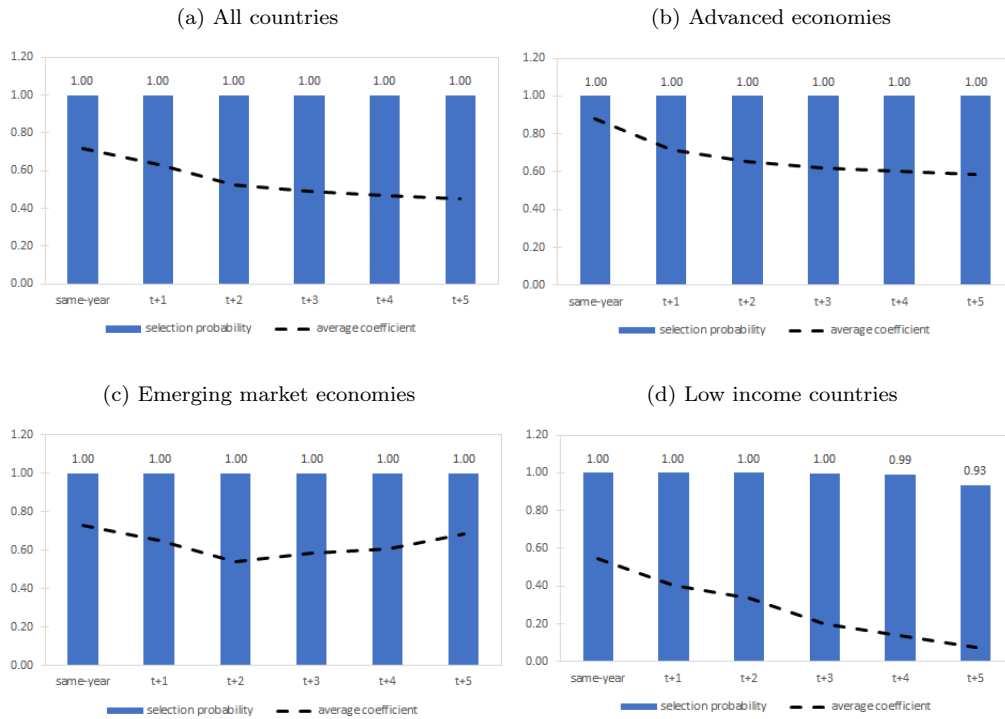 (a) All countries
1.20
1.00
0.80
0.60
0.40
0.20
0.00
1.00 1.00 1.00 1.00 1.00 1.00
same-year t+1 t+2 t+3 t+4 t+5
selection probability average coefficient
(b) Advanced economies
1.20
1.00
0.80
0.60
0.40
0.20
0.00
1.00 1.00 1.00 1.00 1.00 1.00
same-year t+1 t+2 t+3 t+4 t+5
selection probability average coefficient
(c) Emerging market economies
1.20
1.00
0.80
0.60
0.40
0.20
0.00
1.00 1.00 1.00 1.00 1.00 1.00
same-year t+1 t+2 t+3 t+4 t+5
selection probability average coefficient
(d) Low income countries
1.20
1.00
0.80
0.60
0.40
0.20
0.00
1.00 1.00 1.00 1.00 0.99 0.93
same-year t+1 t+2 t+3 t+4 t+5
selection probability average coefficient